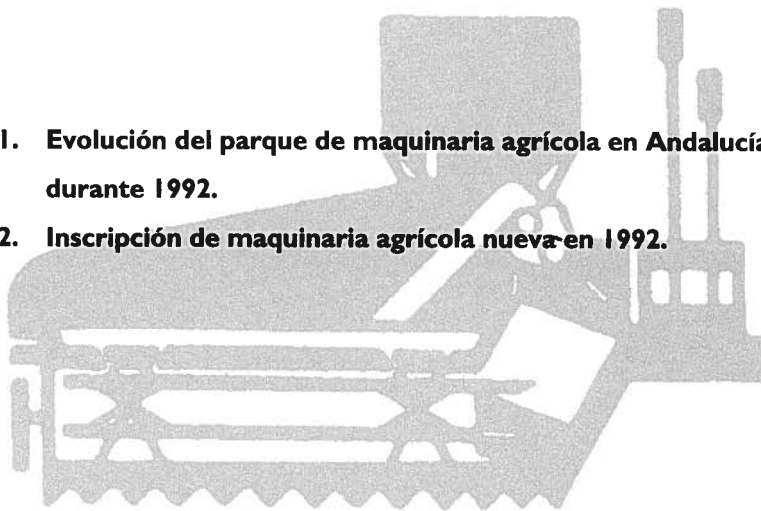 1. Evolución del parque de maquinaria agrícola en Andalucía
durante 1992.
2. Inscripción de maquinaria agrícola nueva en 1992.